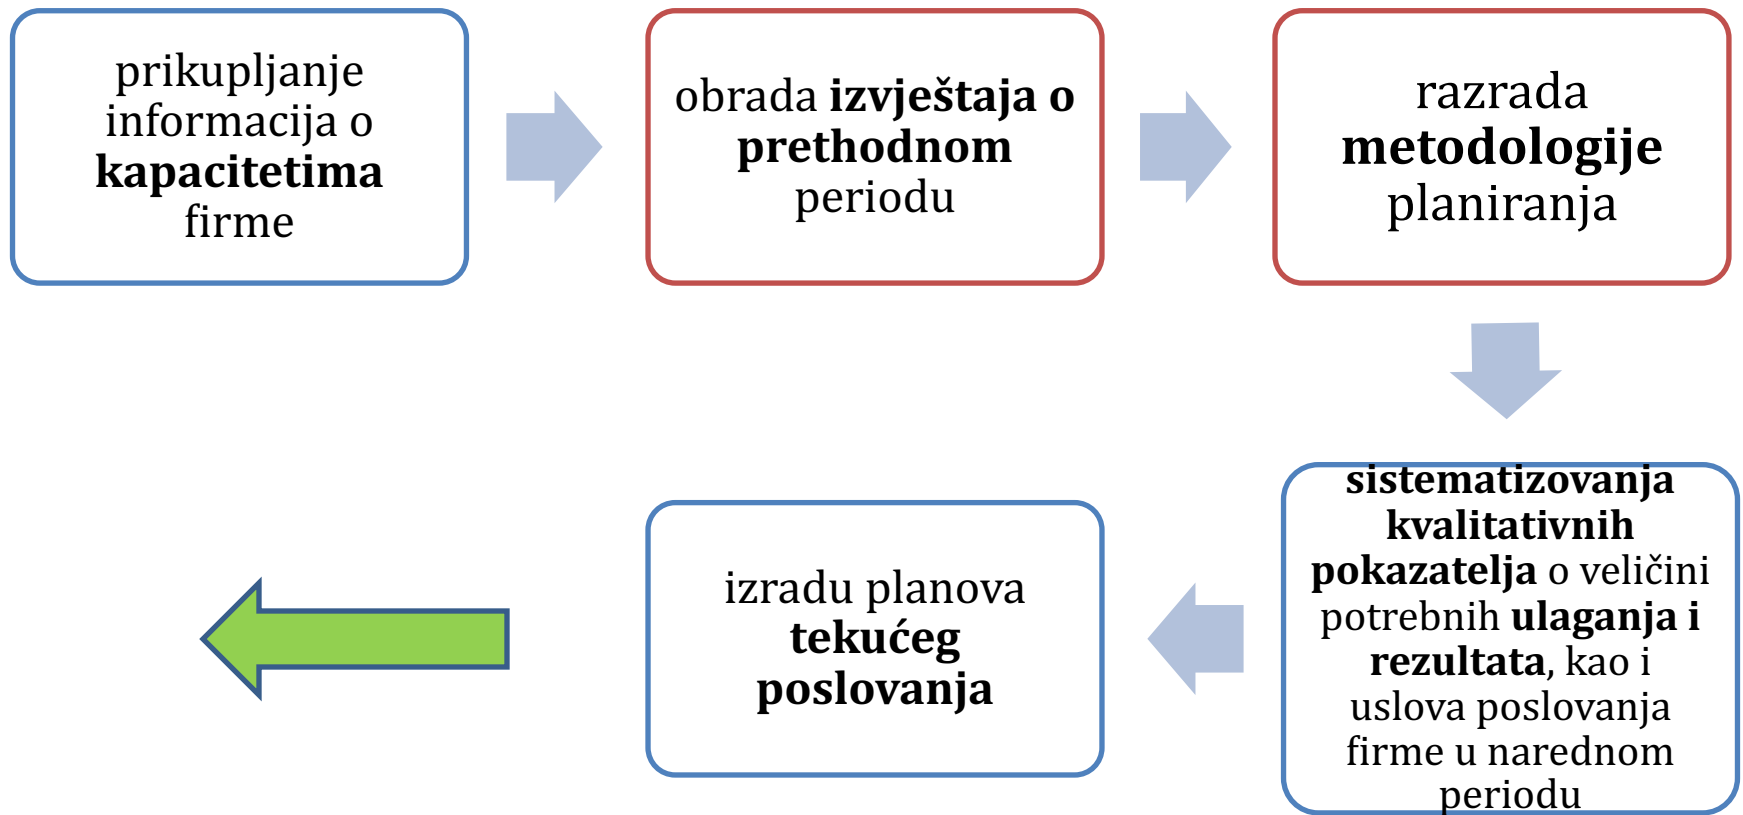 prikupljanje
informacija o
kapacitetima
firme
obrada izvještaja o
prethodnom
periodu
razrada
metodologije
planiranja
sistematizovanja
kvalitativnih
pokazatelja o veličini
potrebnih ulaganja i
rezultata, kao i
uslova poslovanja
firme u narednom
periodu
izradu planova
tekućeg
poslovanja